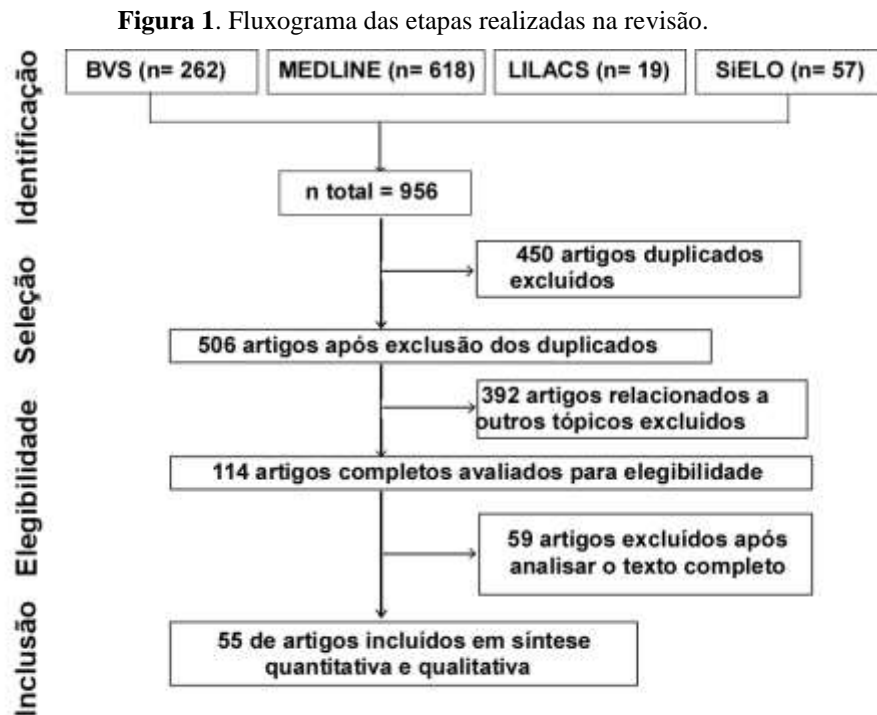 Figura 1. Fluxograma das etapas realizadas na revisão.
Identificação
BVS (n= 262)
MEDLINE (n= 618)
LILACS (n= 19)
SiELO (n= 57)
n total = 956
Seleção
450 artigos duplicados
excluídos
506 artigos após exclusão dos duplicados
Elegibilidade
392 artigos relacionados a
outros tópicos excluidos
114 artigos completos avaliados para elegibilidade
59 artigos excluídos após
analisar o texto completo
Inclusão
55 de artigos incluidos em síntese
quantitativa e qualitativa